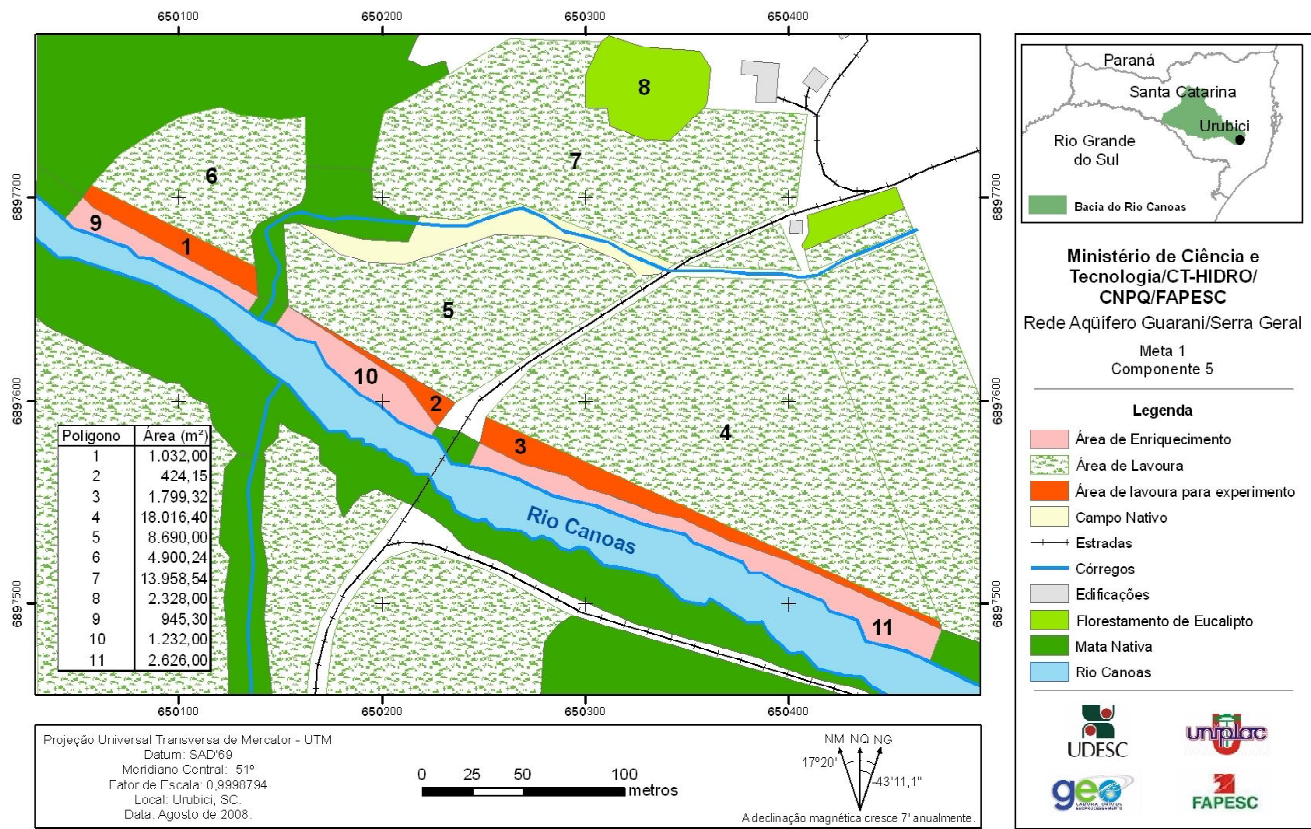 650100 650200 650300 650400
6897700 6897700
6897600 6897600
6897500 6897500
8
7
6
9
1
5
10
2
3
4
11
Rio Canoas
Polígono Área (m²)
1 1.032,00
2 424,15
3 1.799,32
4 18.016,40
5 8.690,00
6 4.900,24
7 13.958,54
8 2.328,00
9 945,30
10 1.232,00
11 2.626,00
650100 650200 650300 650400
Projeção Universal Transversa de Mercator - UTM
Datum: SAD'69
Meridiano Central: 51º
Fator de Escala: 0,9998794
Local: Urubici, SC.
Data: Agosto de 2008.
0 25 50 100
metros
NM NQ NG
17º20'
-43'11,1"
A declinação magnética cresce 7' anualmente.
Paraná
Santa Catarina
Urubici
Rio Grande
do Sul
Bacia do Rio Canoas
Ministério de Ciência e
Tecnologia/CT-HIDRO/
CNPQ/FAPESC
Rede Aqüífero Guarani/Serra Geral
Meta 1
Componente 5
Legenda
Área de Enriquecimento
Área de Lavoura
Área de lavoura para experimento
Campo Nativo
Estradas
Córregos
Edificações
Florestamento de Eucalipto
Mata Nativa
Rio Canoas
UDESC
uniplac
geo
FAPESC